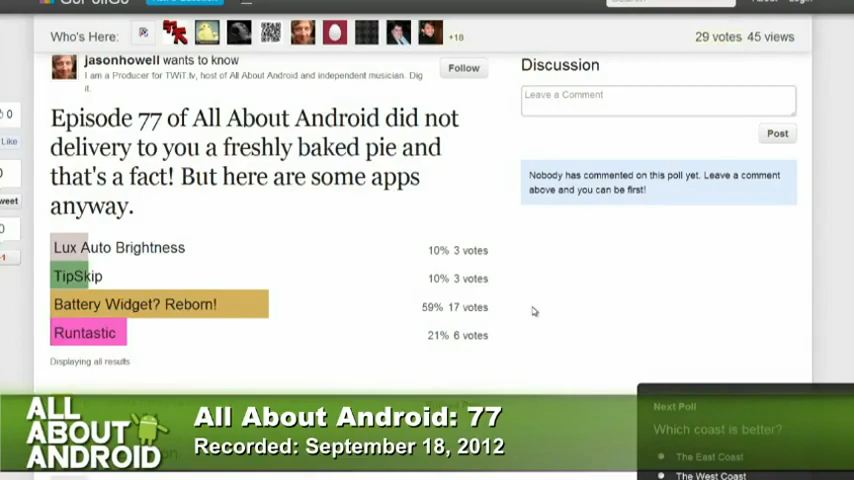 Who's Here:
+18
29 votes 45 views
jasonhowell wants to know
I am a Producer for TWiT.tv, host of All About Android and independent musician. Dig
it.
Follow
Discussion
Leave a Comment
Post
Nobody has commented on this poll yet. Leave a comment
above and you can be first!
0
Like
Episode 77 of All About Android did not
delivery to you a freshly baked pie and
that's a fact! But here are some apps
anyway.
Lux Auto Brightness 10% 3 votes
TipSkip 10% 3 votes
Battery Widget? Reborn! 59% 17 votes
Runtastic 21% 6 votes
Displaying all results
Next Poll
Which coast is better?
The East Coast
The West Coast
ALL
ABOUT
ANDROID
All About Android: 77
Recorded: September 18, 2012